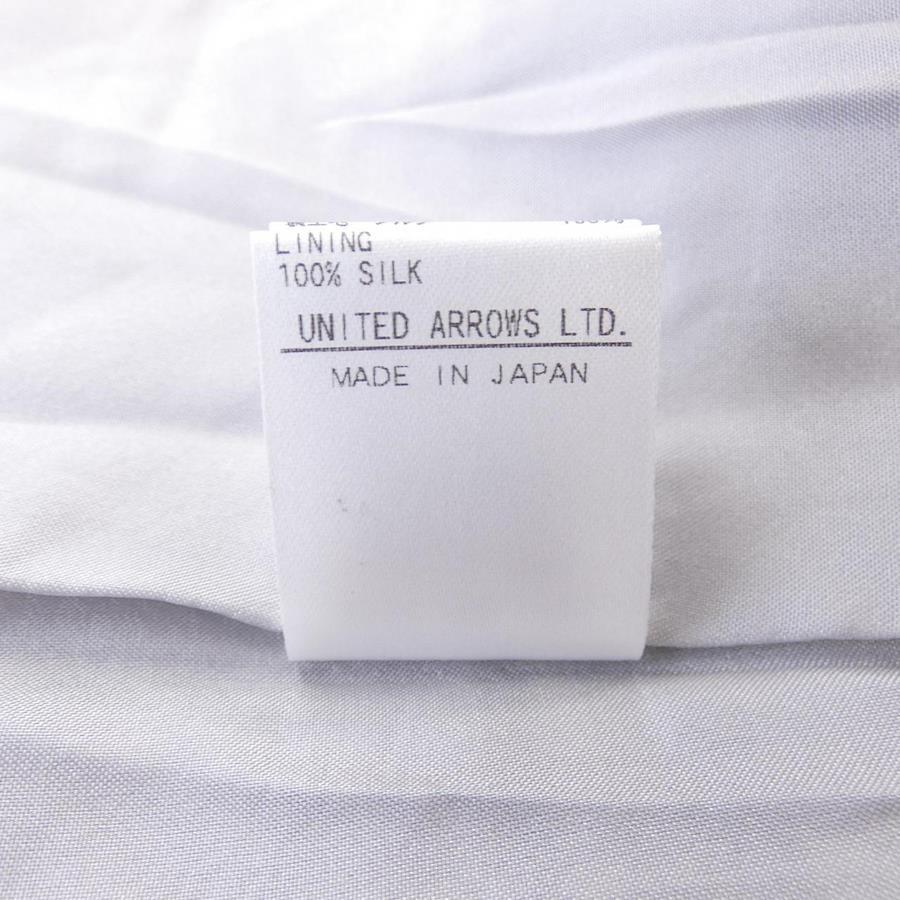 LINING
100% SILK
UNITED ARROWS LTD.
MADE IN JAPAN